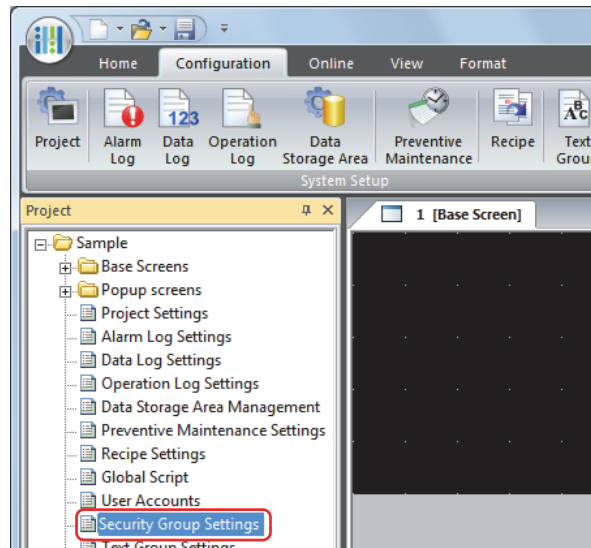 Home Configuration Online View Format
123
Project Alarm Log Data Log Operation Log Data Storage Area Preventive Maintenance Recipe Text
System Setup
Project
1 [Base Screen]
Sample
Base Screens
Popup screens
Project Settings
Alarm Log Settings
Data Log Settings
Operation Log Settings
Data Storage Area Management
Preventive Maintenance Settings
Recipe Settings
Global Script
User Accounts
Security Group Settings
Text Group Settings